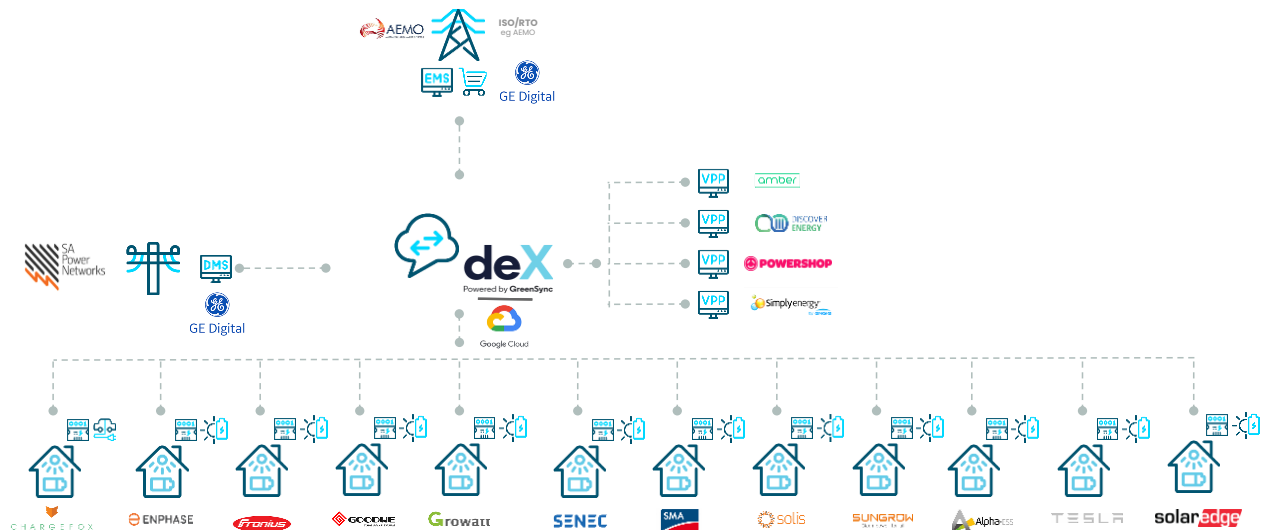 AEMO
ISO/RTO
eg AEMO
EMS
GE
GE Digital
VPP
amber
SA
Power
Networks
DMS
GE
GE Digital
deX
Powered by GreenSync
Google Cloud
VPP
DISCOVER
ENERGY
VPP
POWERSHOP
VPP
Simplyenergy
CHARGEFOX
ENPHASE
Fronius
GOODWE
Growatt
SENEC
SMA
solis
SUNGROW
AlphaESS
TESLA
solaredge